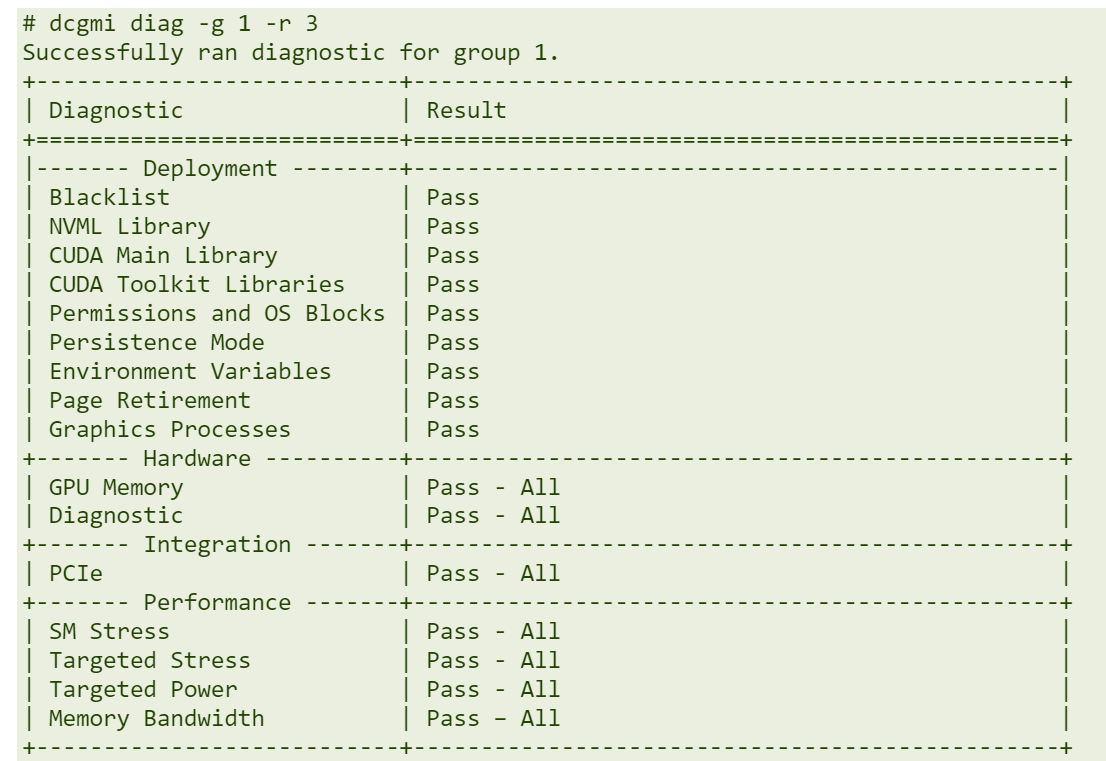 # dcgmi diag -g 1 -r 3
Successfully ran diagnostic for group 1.
+---------------------------+------------------------------------------------+
| Diagnostic                | Result                                         |
+===========================+================================================+
|------- Deployment --------+------------------------------------------------|
| Blacklist                 | Pass                                           |
| NVML Library              | Pass                                           |
| CUDA Main Library         | Pass                                           |
| CUDA Toolkit Libraries    | Pass                                           |
| Permissions and OS Blocks | Pass                                           |
| Persistence Mode          | Pass                                           |
| Environment Variables     | Pass                                           |
| Page Retirement           | Pass                                           |
| Graphics Processes        | Pass                                           |
+------- Hardware ----------+------------------------------------------------+
| GPU Memory                | Pass - All                                     |
| Diagnostic                | Pass - All                                     |
+------- Integration -------+------------------------------------------------+
| PCIe                      | Pass - All                                     |
+------- Performance -------+------------------------------------------------+
| SM Stress                 | Pass - All                                     |
| Targeted Stress           | Pass - All                                     |
| Targeted Power            | Pass - All                                     |
| Memory Bandwidth          | Pass – All                                     |
+---------------------------+------------------------------------------------+